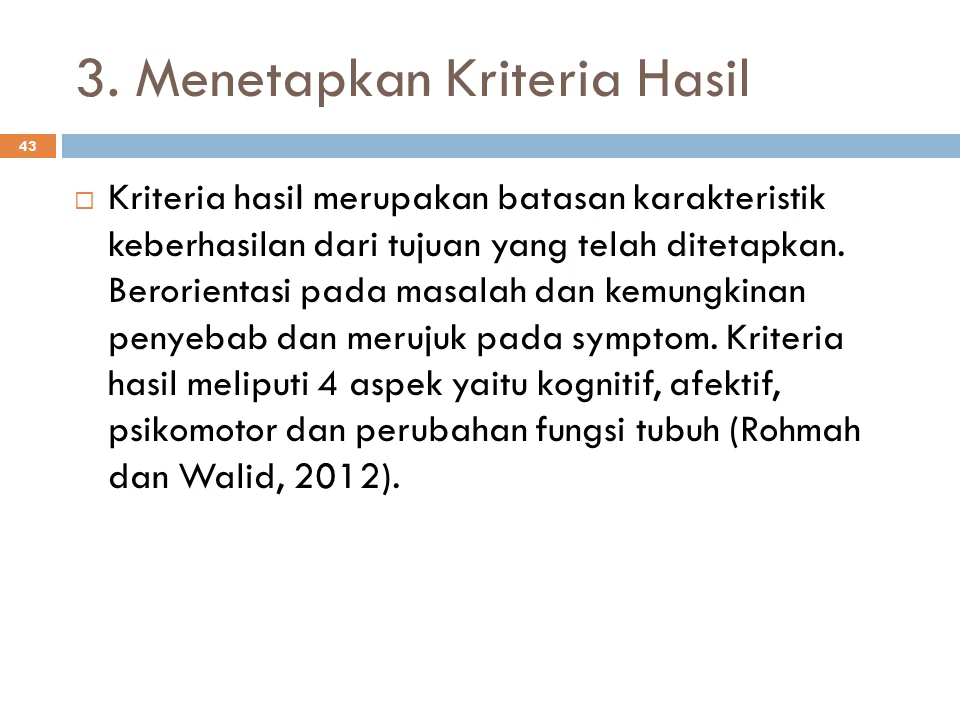 3. Menetapkan Kriteria Hasil
43
Kriteria hasil merupakan batasan karakteristik
keberhasilan dari tujuan yang telah ditetapkan.
Berorientasi pada masalah dan kemungkinan
penyebab dan merujuk pada symptom. Kriteria
hasil meliputi 4 aspek yaitu kognitif, afektif,
psikomotor dan perubahan fungsi tubuh (Rohmah
dan Walid, 2012).